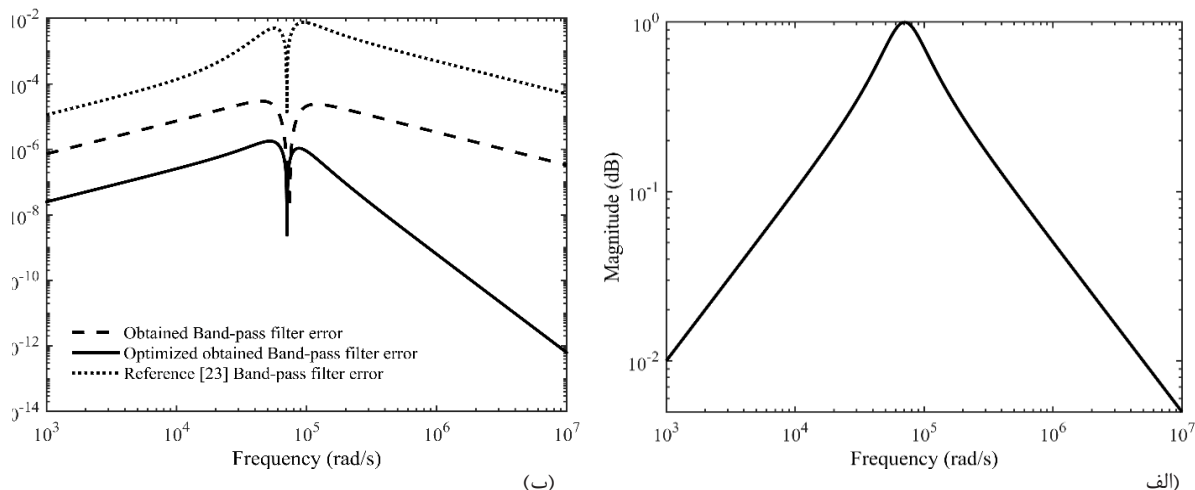 10^-2
10^-4
10^-6
10^-8
10^-10
10^-12
10^-14
Obtained Band-pass filter error
Optimized obtained Band-pass filter error
Reference [23] Band-pass filter error
10^3 10^4 10^5 10^6 10^7
Frequency (rad/s)
(ب
10^0
10^-1
10^-2
Magnitude (dB)
10^3 10^4 10^5 10^6 10^7
Frequency (rad/s)
الف)